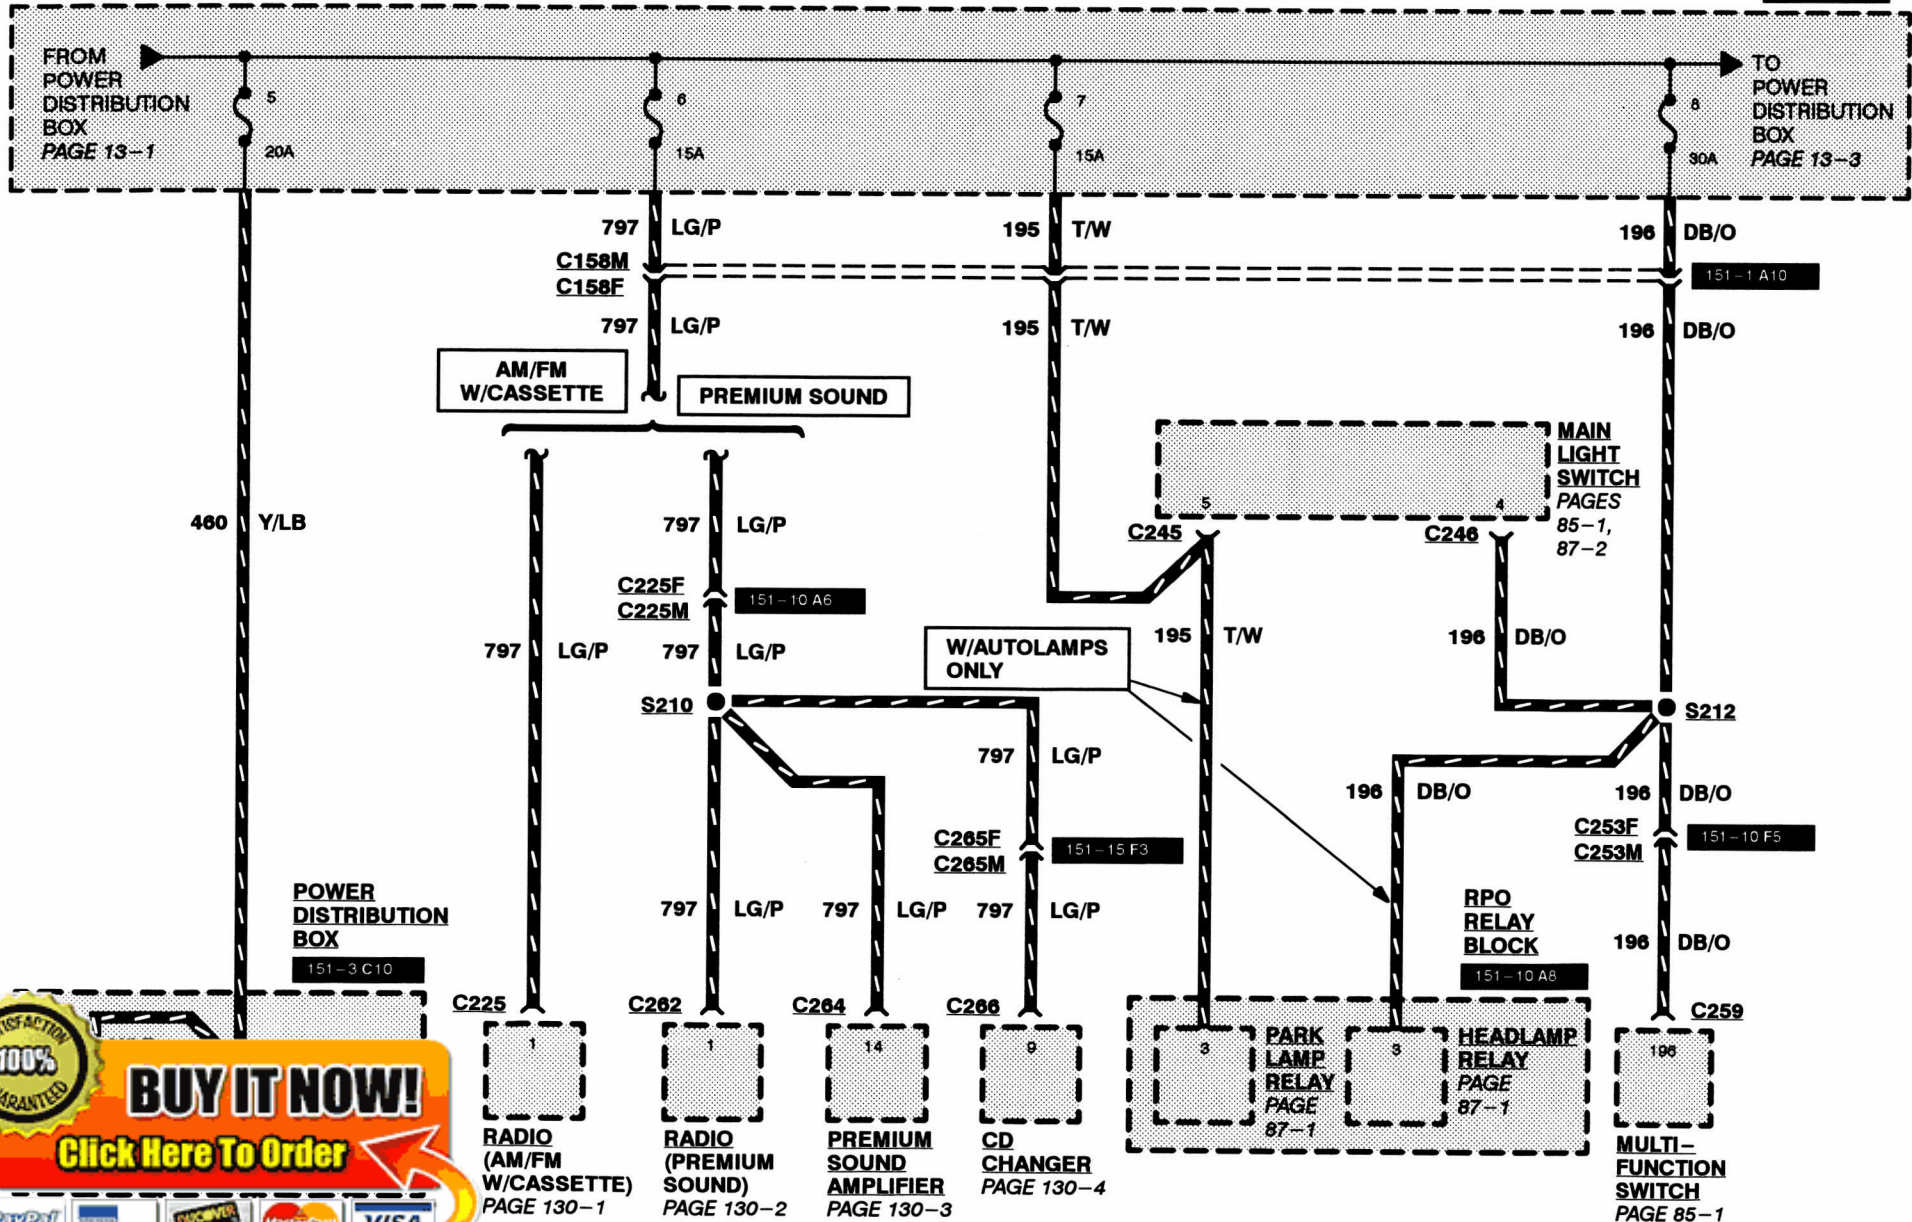 FROM
POWER
DISTRIBUTION
BOX
PAGE 13-1
5
20A
6
15A
7
15A
8
30A
TO
POWER
DISTRIBUTION
BOX
PAGE 13-3
797 LG/P
195 T/W
196 DB/O
C158M
C158F
151-1 A10
797 LG/P
195 T/W
196 DB/O
AM/FM
W/CASSETTE
PREMIUM SOUND
MAIN
LIGHT
SWITCH
PAGES
85-1,
87-2
5
4
C245
C246
460 Y/LB
797 LG/P
C225F
C225M
151-10 A6
797 LG/P
797 LG/P
W/AUTOLAMPS
ONLY
195 T/W
196 DB/O
S210
S212
797 LG/P
196 DB/O
196 DB/O
C265F
C265M
151-15 F3
C253F
C253M
151-10 F5
POWER
DISTRIBUTION
BOX
151-3 C10
797 LG/P
797 LG/P
797 LG/P
RPO
RELAY
BLOCK
151-10 A8
196 DB/O
C225
C262
C264
C266
C259
1
1
14
9
3
PARK
LAMP
RELAY
PAGE
87-1
3
HEADLAMP
RELAY
PAGE
87-1
196
RADIO
(AM/FM
W/CASSETTE)
PAGE 130-1
RADIO
(PREMIUM
SOUND)
PAGE 130-2
PREMIUM
SOUND
AMPLIFIER
PAGE 130-3
CD
CHANGER
PAGE 130-4
MULTI-
FUNCTION
SWITCH
PAGE 85-1
100%
BUY IT NOW!
Click Here To Order
PayPal
DISCOVER
MasterCard
VISA